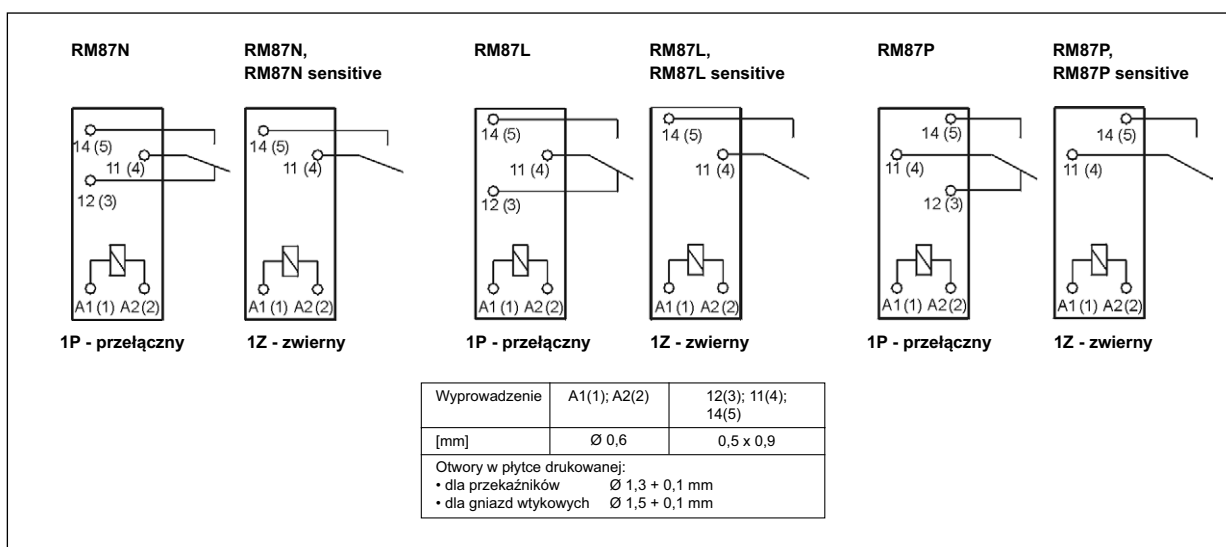 RM87N
RM87N,
RM87N sensitive
RM87L
RM87L,
RM87L sensitive
RM87P
RM87P,
RM87P sensitive
14 (5)
11 (4)
12 (3)
A1 (1) A2 (2)
1P - przełączny
14 (5)
11 (4)
A1 (1) A2 (2)
1Z - zwierny
14 (5)
11 (4)
12 (3)
A1 (1) A2 (2)
1P - przełączny
14 (5)
11 (4)
A1 (1) A2 (2)
1Z - zwierny
14 (5)
11 (4)
12 (3)
A1 (1) A2 (2)
1P - przełączny
14 (5)
11 (4)
A1 (1) A2 (2)
1Z - zwierny
Wyprowadzenie A1(1); A2(2) 12(3); 11(4);
14(5)
[mm] Ø 0,6 0,5 x 0,9
Otwory w płytce drukowanej:
• dla przekaźników Ø 1,3 + 0,1 mm
• dla gniazd wtykowych Ø 1,5 + 0,1 mm